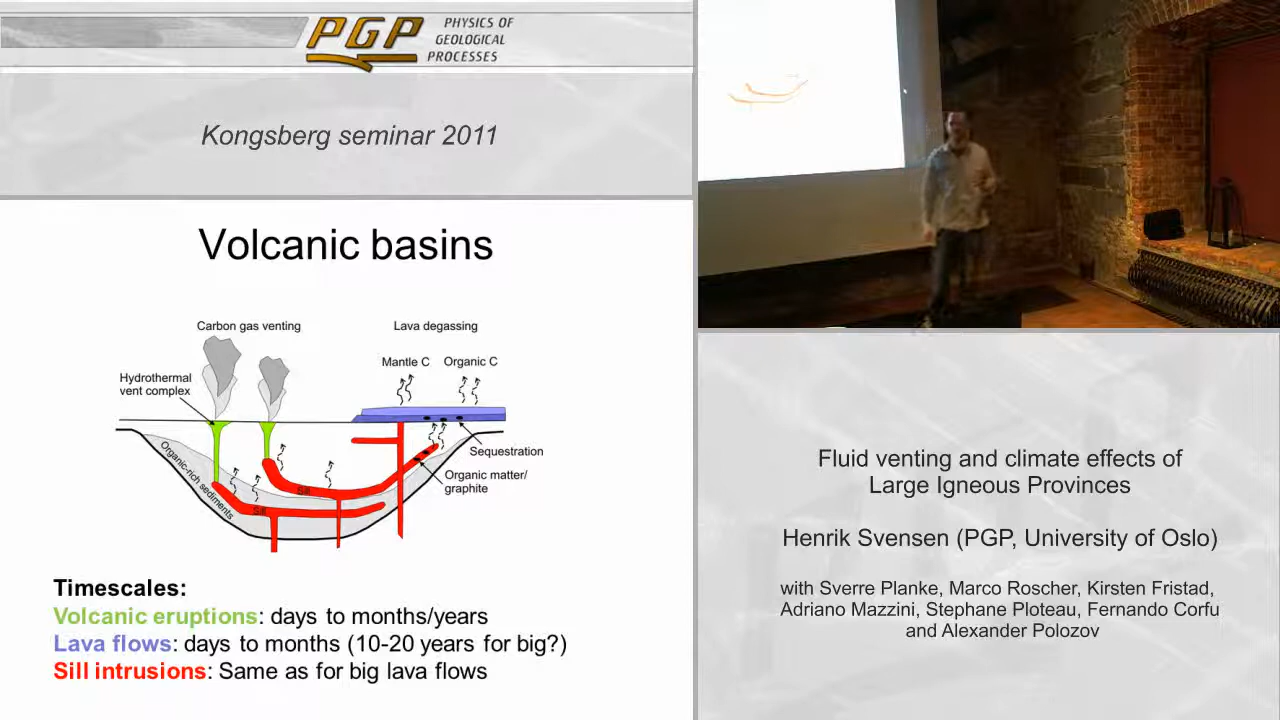 PGP
PHYSICS OF
GEOLOGICAL
PROCESSES
Kongsberg seminar 2011
Volcanic basins
Carbon gas venting
Lava degassing
Mantle C
Organic C
Hydrothermal
vent complex
Sequestration
Organic matter/
graphite
Organic-rich sediments
Sill
Sill
Timescales:
Volcanic eruptions: days to months/years
Lava flows: days to months (10-20 years for big?)
Sill intrusions: Same as for big lava flows
Fluid venting and climate effects of
Large Igneous Provinces
Henrik Svensen (PGP, University of Oslo)
with Sverre Planke, Marco Roscher, Kirsten Fristad,
Adriano Mazzini, Stephane Ploteau, Fernando Corfu
and Alexander Polozov